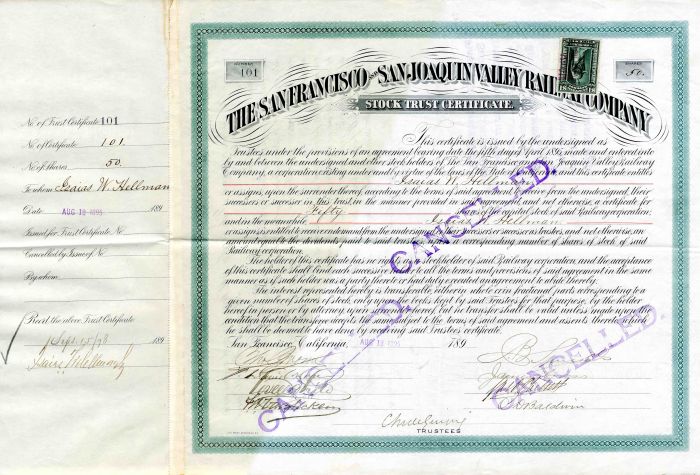 No. of Trust Certificate 101
No. of Certificate 101.
No. of Shares 50.
To whom Isaias W. Hellman
Date AUG 18 1895 189
Issued for Trust Certificate No.
Cancelled by Issue of No.
By whom
Rec'd the above Trust Certificate
Sept 15/98 189
NUMBER
101
SHARES
50.
THE SAN FRANCISCO AND SAN JOAQUIN VALLEY RAILWAY COMPANY
STOCK TRUST CERTIFICATE.
This certificate is issued by the undersigned as
Trustees under the provisions of an agreement bearing date the fifth day of April 1895, made and entered into
by and between the undersigned and other stockholders of the San Francisco and San Joaquin Valley Railway
Company, a corporation existing under and by virtue of the laws of the State of California, and this certificate entitles
Isaias W. Hellman
or assigns, upon the surrender thereof, according to the terms of said agreement, to receive from the undersigned, their
successors or successor in this trust, in the manner provided in said agreement, and not otherwise, a certificate for
Fifty shares of the capital stock of said Railway corporation;
and in the meanwhile Isaias W. Hellman
or assigns, is entitled to receive and demand from the undersigned, their successors or successor as trustees, and not otherwise, an
amount equal to the dividends paid to said trustees upon a corresponding number of shares of stock of said
Railway corporation.
The holder of this certificate has no rights as stockholder of said Railway corporation, and the acceptance
of this certificate shall bind each successive holder to all the terms and provisions of said agreement in the same
manner as if such holder was a party thereto or had duly executed an agreement to abide thereby.
The interest represented hereby is transferable, either in whole or in fractional parts corresponding to a
given number of shares of stock, only upon the books kept by said Trustees for that purpose, by the holder
hereof in person or by attorney upon surrender hereof, but no transfer shall be valid unless made upon
condition that the transferee accepts the same subject to the terms of said agreement and assents thereto, which
he shall be deemed to have done by receiving said Trustees certificate.
San Francisco, California, AUG 18 1895 189
CANCELLED.
CANCELLED.
O. D. Baldwin
TRUSTEES